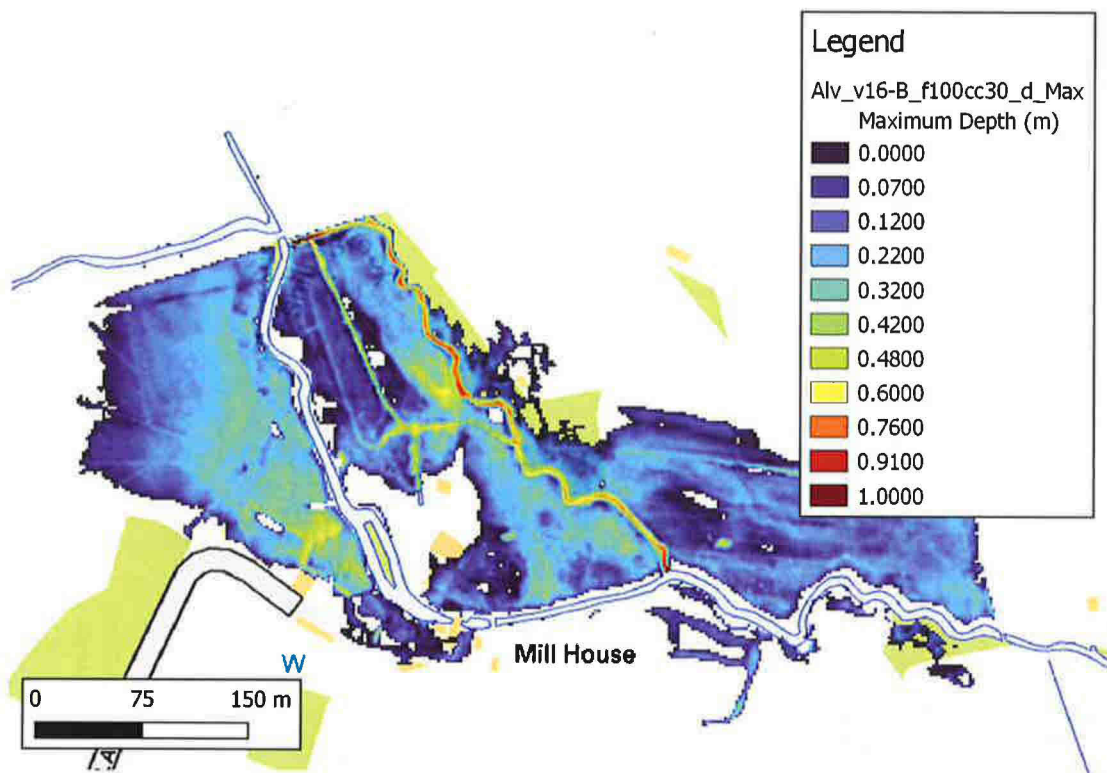 Legend
Alv_v16-B_f100cc30_d_Max
Maximum Depth (m)
0.0000
0.0700
0.1200
0.2200
0.3200
0.4200
0.4800
0.6000
0.7600
0.9100
1.0000
Mill House
W
0 75 150 m
A